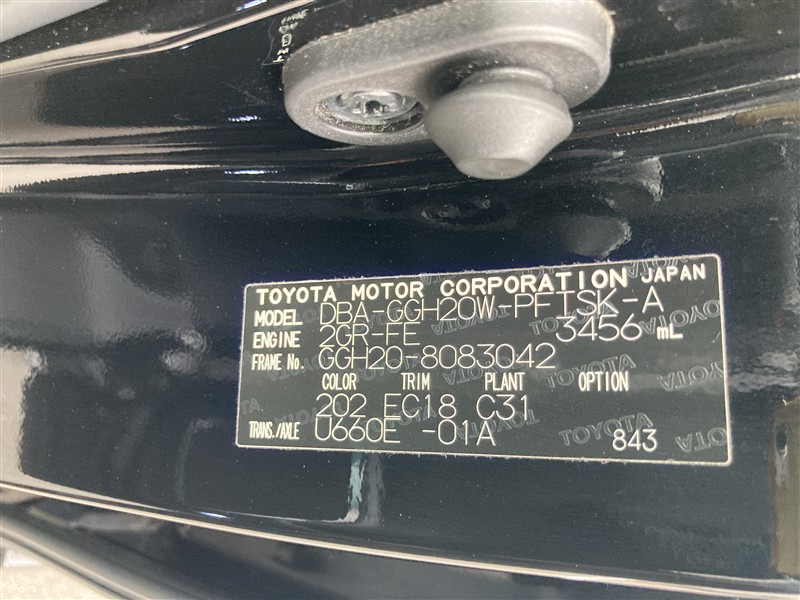 TOYOTA MOTOR CORPORATION JAPAN
MODEL DBA-GGH20W-PFTSK-A
ENGINE 2GR-FE 3456 mL
FRAME No. GGH20-8083042
COLOR TRIM PLANT OPTION
202 EC18 C31
TRANS./AXLE U660E -01A 843